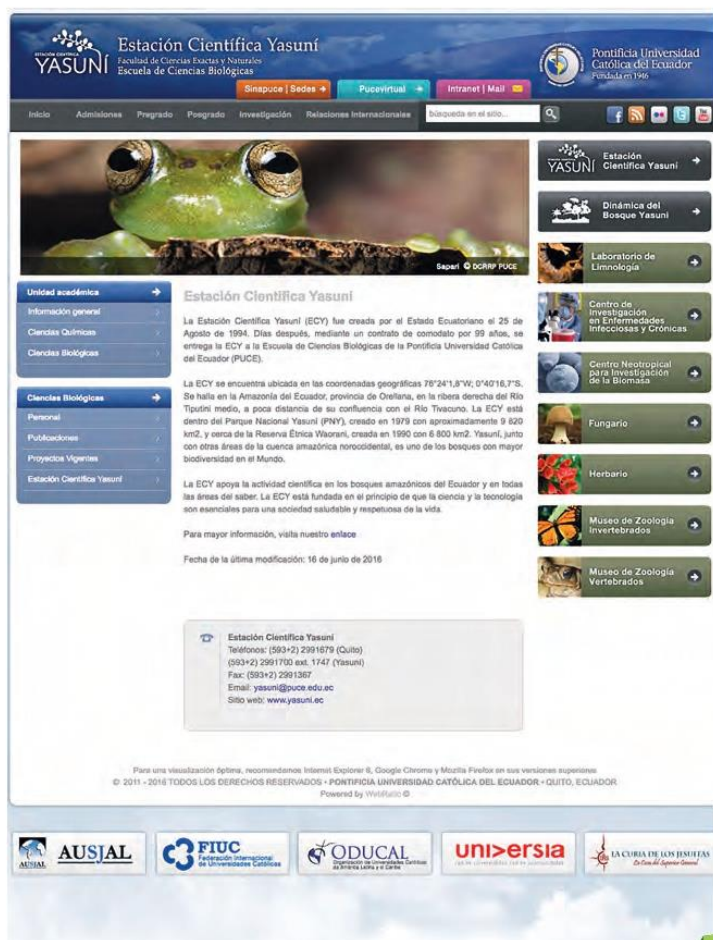 ESTACIÓN CIENTÍFICA
YASUNÍ
Estación Científica Yasuní
Facultad de Ciencias Exactas y Naturales
Escuela de Ciencias Biológicas
Pontificia Universidad
Católica del Ecuador
Fundada en 1946
Sinapuce | Sedes
Pucevirtual
Intranet | Mail
Inicio Admisiones Pregrado Posgrado Investigación Relaciones Internacionales búsqueda en el sitio...
Sapari © DCRRP PUCE
Unidad académica
Información general
Ciencias Químicas
Ciencias Biológicas
Ciencias Biológicas
Personal
Publicaciones
Proyectos Vigentes
Estación Científica Yasuní
Estación Científica Yasuní
La Estación Científica Yasuní (ECY) fue creada por el Estado Ecuatoriano el 25 de
Agosto de 1994. Días después, mediante un contrato de comodato por 99 años, se
entrega la ECY a la Escuela de Ciencias Biológicas de la Pontificia Universidad Católica
del Ecuador (PUCE).
La ECY se encuentra ubicada en las coordenadas geográficas 76°24'1,8"W; 0°40'16,7"S.
Se halla en la Amazonía del Ecuador, provincia de Orellana, en la ribera derecha del Río
Tiputini medio, a poca distancia de su confluencia con el Río Tivacuno. La ECY está
dentro del Parque Nacional Yasuní (PNY), creado en 1979 con aproximadamente 9 820
km2, y cerca de la Reserva Étnica Waorani, creada en 1990 con 6 800 km2. Yasuní, junto
con otras áreas de la cuenca amazónica noroccidental, es uno de los bosques con mayor
biodiversidad en el Mundo.
La ECY apoya la actividad científica en los bosques amazónicos del Ecuador y en todas
las áreas del saber. La ECY está fundada en el principio de que la ciencia y la tecnología
son esenciales para una sociedad saludable y respetuosa de la vida.
Para mayor información, visita nuestro enlace
Fecha de la última modificación: 16 de junio de 2016
Estación Científica Yasuní
Teléfonos: (593+2) 2991679 (Quito)
(593+2) 2991700 ext. 1747 (Yasuní)
Fax: (593+2) 2991367
Email: yasuni@puce.edu.ec
Sitio web: www.yasuni.ec
ESTACIÓN CIENTÍFICA
YASUNÍ
Estación
Científica Yasuní
Dinámica del
Bosque Yasuní
Laboratorio de
Limnología
Centro de
Investigación
en Enfermedades
Infecciosas y Crónicas
Centro Neotropical
para Investigación
de la Biomasa
Fungario
Herbario
Museo de Zoología
Invertebrados
Museo de Zoología
Vertebrados
Para una visualización óptima, recomendamos Internet Explorer 9, Google Chrome y Mozilla Firefox en sus versiones superiores
© 2011 - 2016 TODOS LOS DERECHOS RESERVADOS • PONTIFICIA UNIVERSIDAD CATÓLICA DEL ECUADOR • QUITO, ECUADOR
Powered by WebRatio ©
AUSJAL
AUSJAL
FIUC
Federación Internacional
de Universidades Católicas
ODUCAL
Organización de Universidades Católicas
de América Latina y el Caribe
universia
LA CURIA DE LOS JESUITAS
La Casa del Superior General